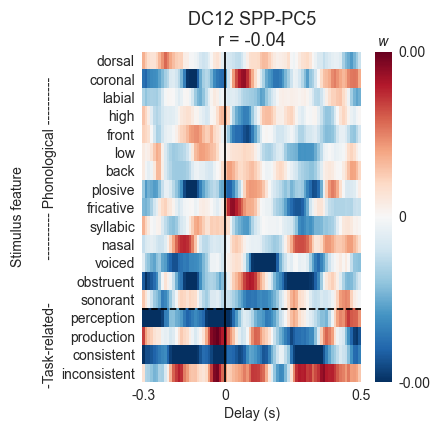 DC12 SPP-PC5
r = -0.04
w
dorsal
coronal
labial
high
front
low
back
plosive
fricative
syllabic
nasal
voiced
obstruent
sonorant
perception
production
consistent
inconsistent
Stimulus feature
-Task-related- ---------- Phonological ----------
0.00
0
-0.00
-0.3 0 0.5
Delay (s)